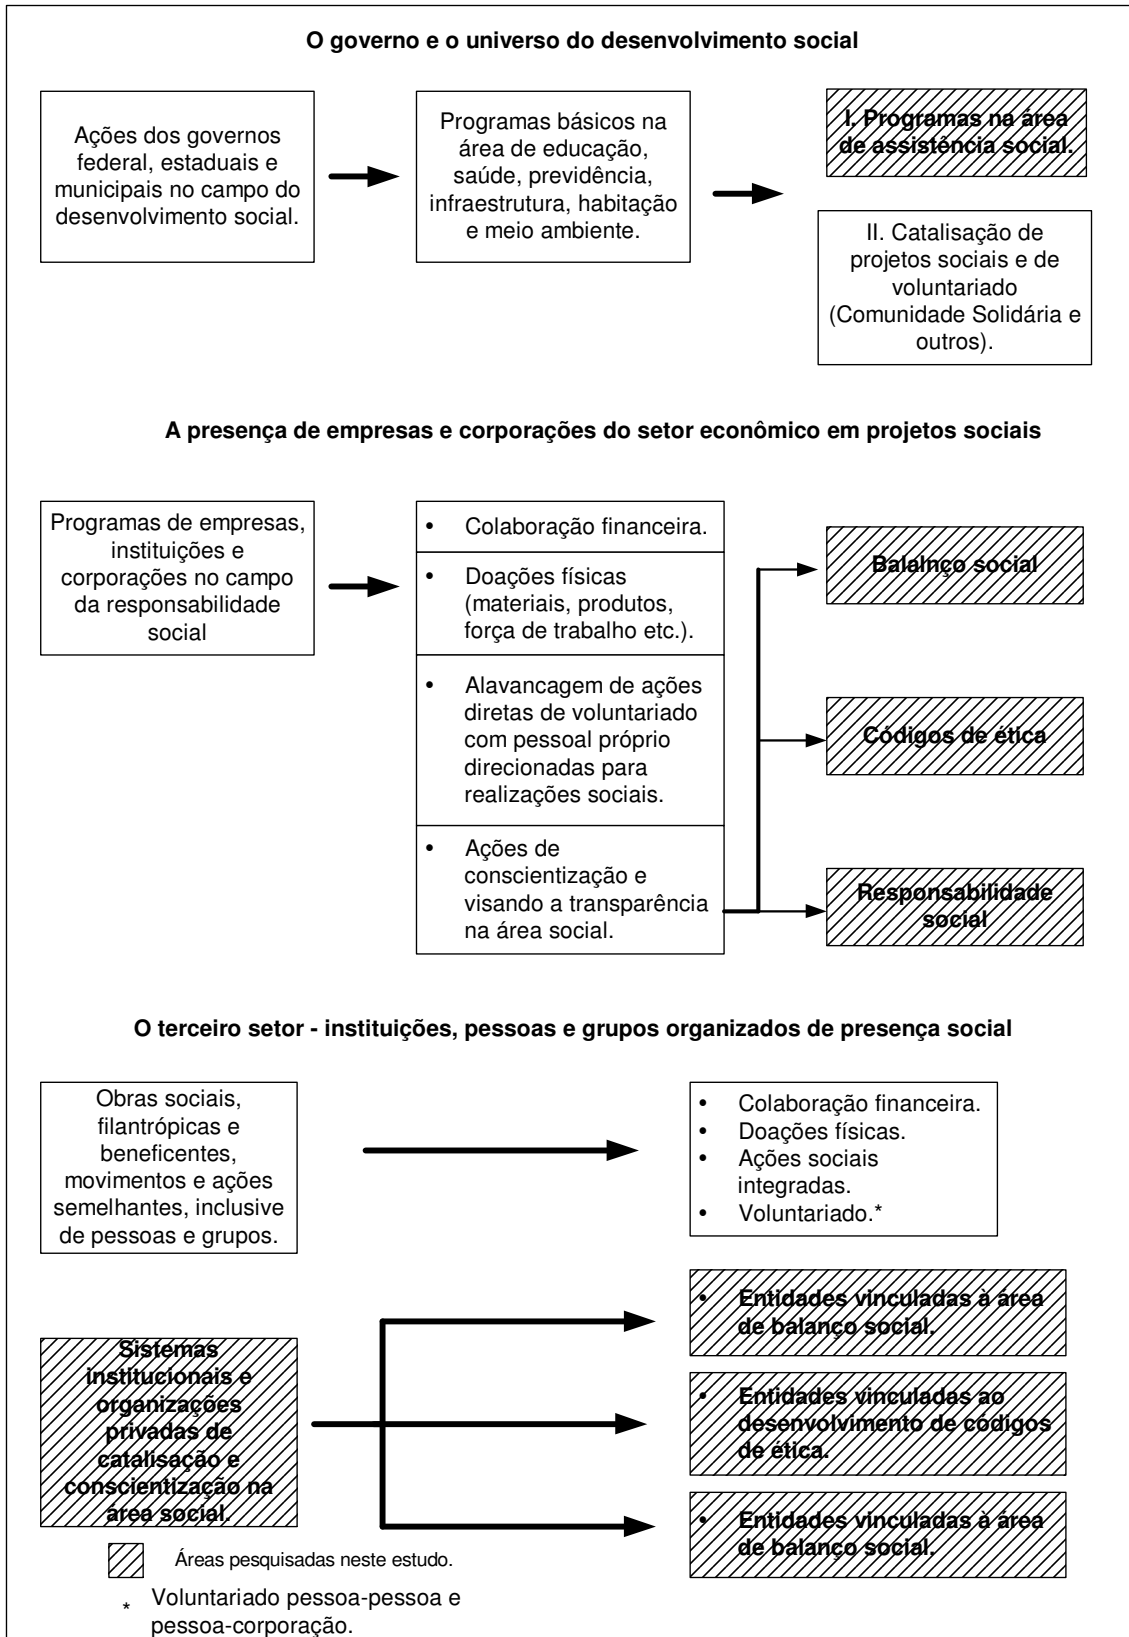 O governo e o universo do desenvolvimento social
Ações dos governos
federal, estaduais e
municipais no campo do
desenvolvimento social.
Programas básicos na
área de educação,
saúde, previdência,
infraestrutura, habitação
e meio ambiente.
I. Programas na área
de assistência social.
II. Catalisação de
projetos sociais e de
voluntariado
(Comunidade Solidária e
outros).
A presença de empresas e corporações do setor econômico em projetos sociais
Programas de empresas,
instituições e
corporações no campo
da responsabilidade
social
• Colaboração financeira.
• Doações físicas
(materiais, produtos,
força de trabalho etc.).
• Alavancagem de ações
diretas de voluntariado
com pessoal próprio
direcionadas para
realizações sociais.
• Ações de
conscientização e
visando a transparência
na área social.
Balalnço social
Códigos de ética
Responsabilidade
social
O terceiro setor - instituições, pessoas e grupos organizados de presença social
Obras sociais,
filantrópicas e
beneficentes,
movimentos e ações
semelhantes, inclusive
de pessoas e grupos.
• Colaboração financeira.
• Doações físicas.
• Ações sociais
integradas.
• Voluntariado.*
Sistemas
institucionais e
organizações
privadas de
catalisação e
conscientização na
área social.
• Entidades vinculadas à área
de balanço social.
• Entidades vinculadas ao
desenvolvimento de códigos
de ética.
• Entidades vinculadas à área
de balanço social.
Áreas pesquisadas neste estudo.
* Voluntariado pessoa-pessoa e
pessoa-corporação.